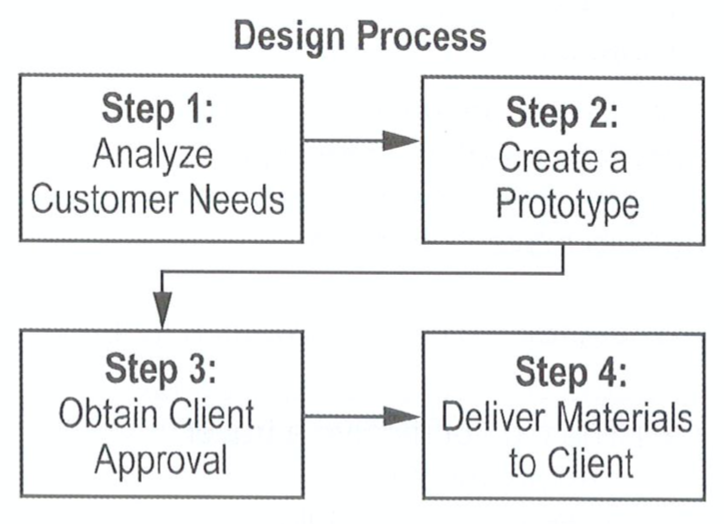 Design Process
Step 1:
Analyze
Customer Needs
Step 2:
Create a
Prototype
Step 3:
Obtain Client
Approval
Step 4:
Deliver Materials
to Client